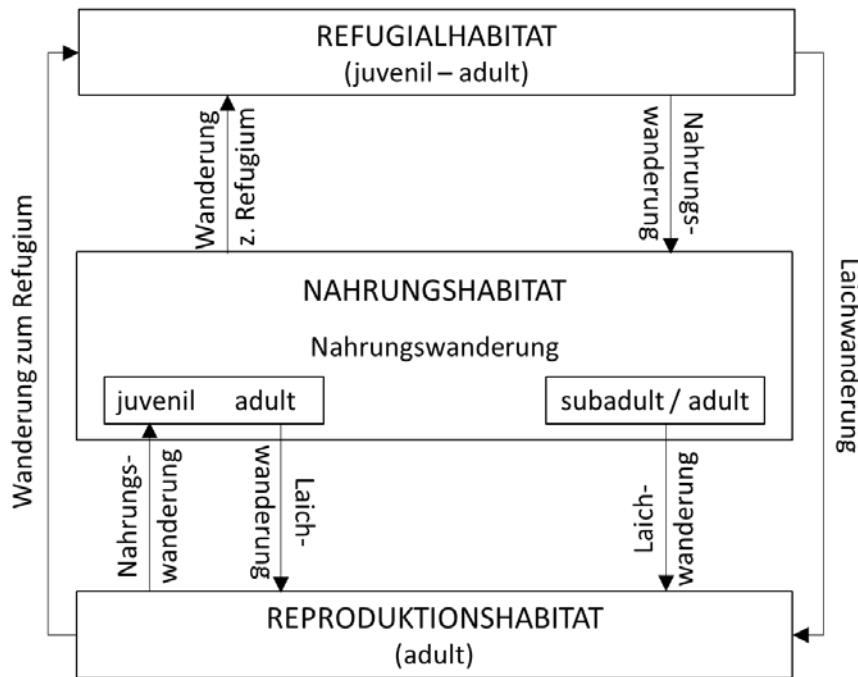 REFUGIALHABITAT
(juvenil – adult)
Wanderung
z. Refugium
Nahrungs-
wanderung
Wanderung zum Refugium
Laichwanderung
NAHRUNGSHABITAT
Nahrungswanderung
juvenil adult
subadult / adult
Nahrungs-
wanderung
Laich-
wanderung
Laich-
wanderung
REPRODUKTIONSHABITAT
(adult)